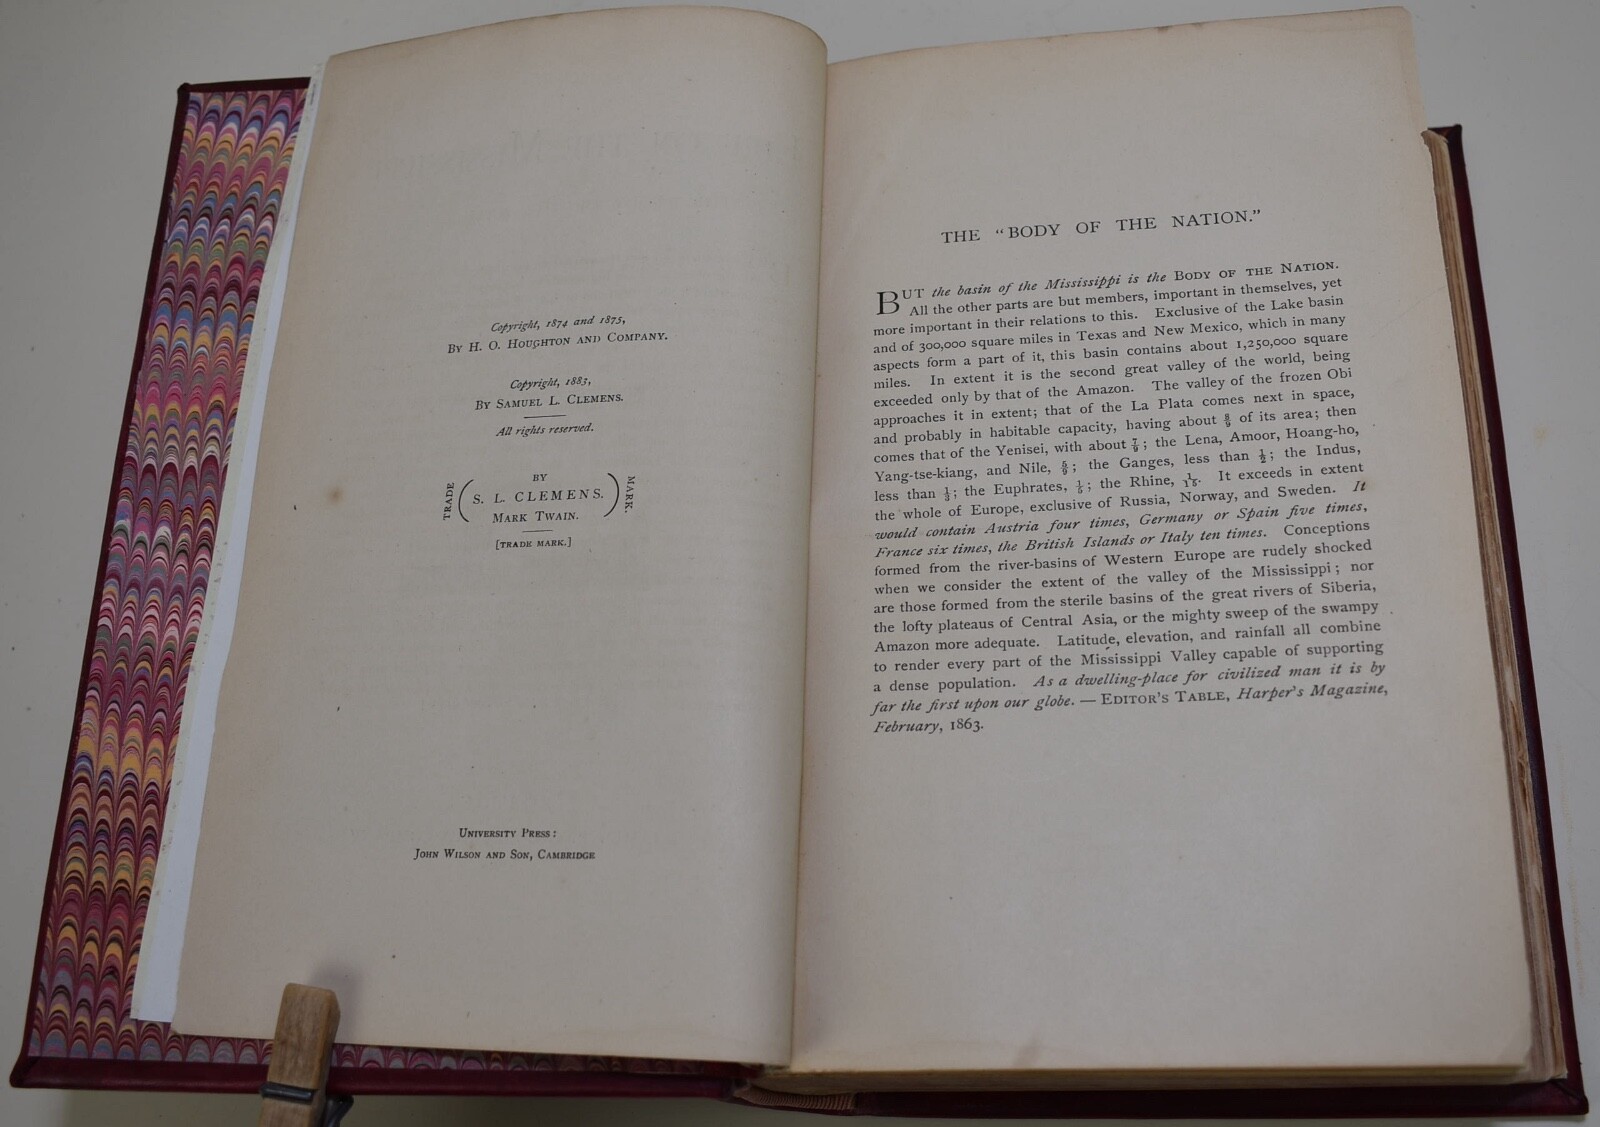 Copyright, 1874 and 1875,
BY H. O. HOUGHTON AND COMPANY.
Copyright, 1883,
BY SAMUEL L. CLEMENS.
All rights reserved.
BY
TRADE (S. L. CLEMENS.) MARK.
MARK TWAIN.
[TRADE MARK.]
UNIVERSITY PRESS:
JOHN WILSON AND SON, CAMBRIDGE
THE "BODY OF THE NATION."
BUT the basin of the Mississippi is the BODY OF THE NATION.
All the other parts are but members, important in themselves, yet
more important in their relations to this. Exclusive of the Lake basin
and of 300,000 square miles in Texas and New Mexico, which in many
aspects form a part of it, this basin contains about 1,250,000 square
miles. In extent it is the second great valley of the world, being
exceeded only by that of the Amazon. The valley of the frozen Obi
approaches it in extent; that of the La Plata comes next in space,
and probably in habitable capacity, having about 8/9 of its area; then
comes that of the Yenisei, with about 7/9; the Lena, Amoor, Hoang-ho,
Yang-tse-kiang, and Nile, 5/9; the Ganges, less than 1/2; the Indus,
less than 1/3; the Euphrates, 1/5; the Rhine, 1/15. It exceeds in extent
the whole of Europe, exclusive of Russia, Norway, and Sweden. It
would contain Austria four times, Germany or Spain five times,
France six times, the British Islands or Italy ten times. Conceptions
formed from the river-basins of Western Europe are rudely shocked
when we consider the extent of the valley of the Mississippi; nor
are those formed from the sterile basins of the great rivers of Siberia,
the lofty plateaus of Central Asia, or the mighty sweep of the swampy
Amazon more adequate. Latitude, elevation, and rainfall all combine
to render every part of the Mississippi Valley capable of supporting
a dense population. As a dwelling-place for civilized man it is by
far the first upon our globe. — EDITOR'S TABLE, Harper's Magazine,
February, 1863.